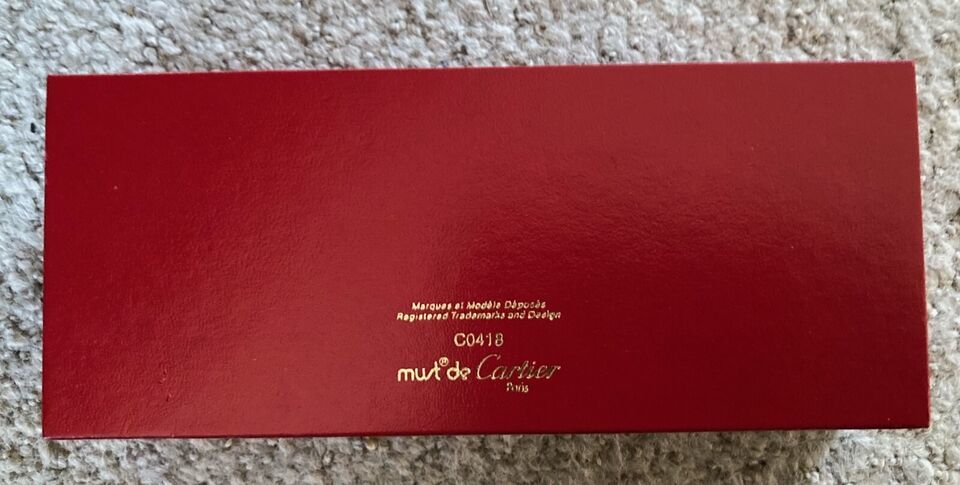 Marques et Modèle Déposés
Registered Trademarks and Design
C0418
must® de Cartier
Paris